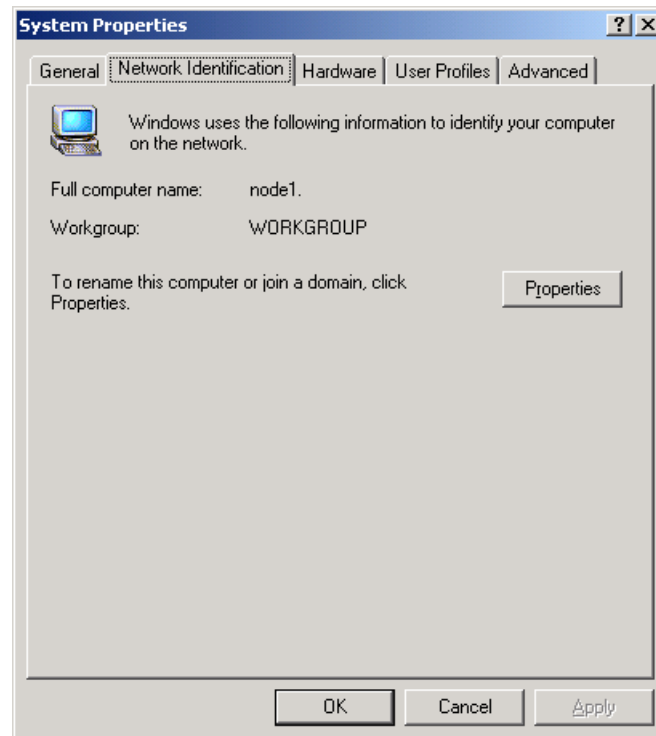 System Properties
General Network Identification Hardware User Profiles Advanced
Windows uses the following information to identify your computer
on the network.
Full computer name: node1.
Workgroup: WORKGROUP
To rename this computer or join a domain, click
Properties.
Properties
OK Cancel Apply